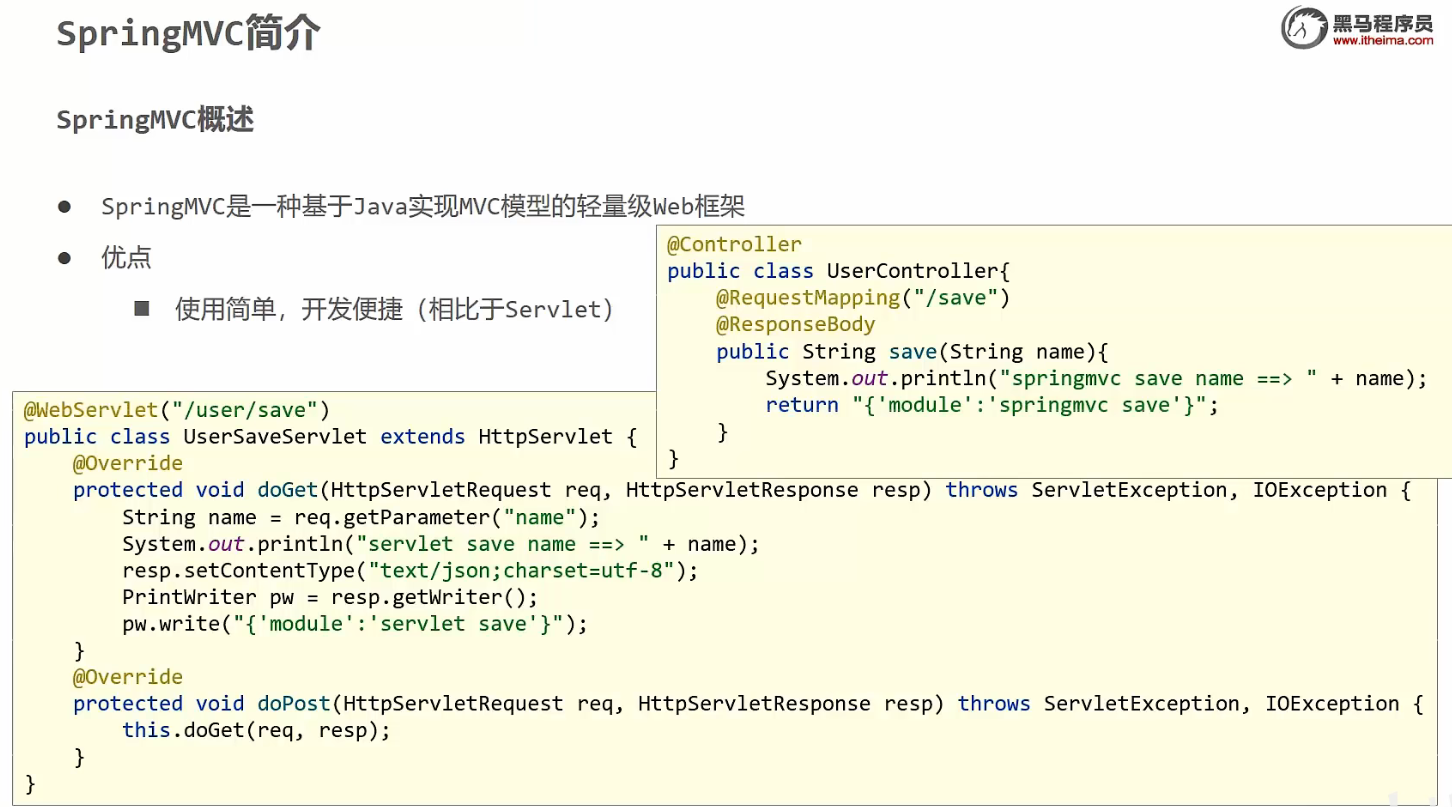 SpringMVC简介
黑马程序员
www.itheima.com
SpringMVC概述
● SpringMVC是一种基于Java实现MVC模型的轻量级Web框架
● 优点
■ 使用简单，开发便捷（相比于Servlet）
@Controller
public class UserController{
    @RequestMapping("/save")
    @ResponseBody
    public String save(String name){
        System.out.println("springmvc save name ==> " + name);
        return "{'module':'springmvc save'}";
    }
}
@WebServlet("/user/save")
public class UserSaveServlet extends HttpServlet {
    @Override
    protected void doGet(HttpServletRequest req, HttpServletResponse resp) throws ServletException, IOException {
        String name = req.getParameter("name");
        System.out.println("servlet save name ==> " + name);
        resp.setContentType("text/json;charset=utf-8");
        PrintWriter pw = resp.getWriter();
        pw.write("{'module':'servlet save'}");
    }
    @Override
    protected void doPost(HttpServletRequest req, HttpServletResponse resp) throws ServletException, IOException {
        this.doGet(req, resp);
    }
}